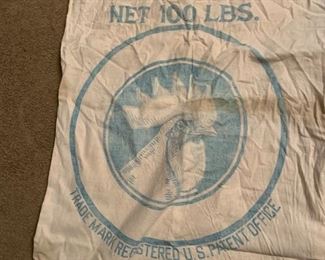 NET 100 LBS.
TRADE MARK REGISTERED U.S. PATENT OFFICE